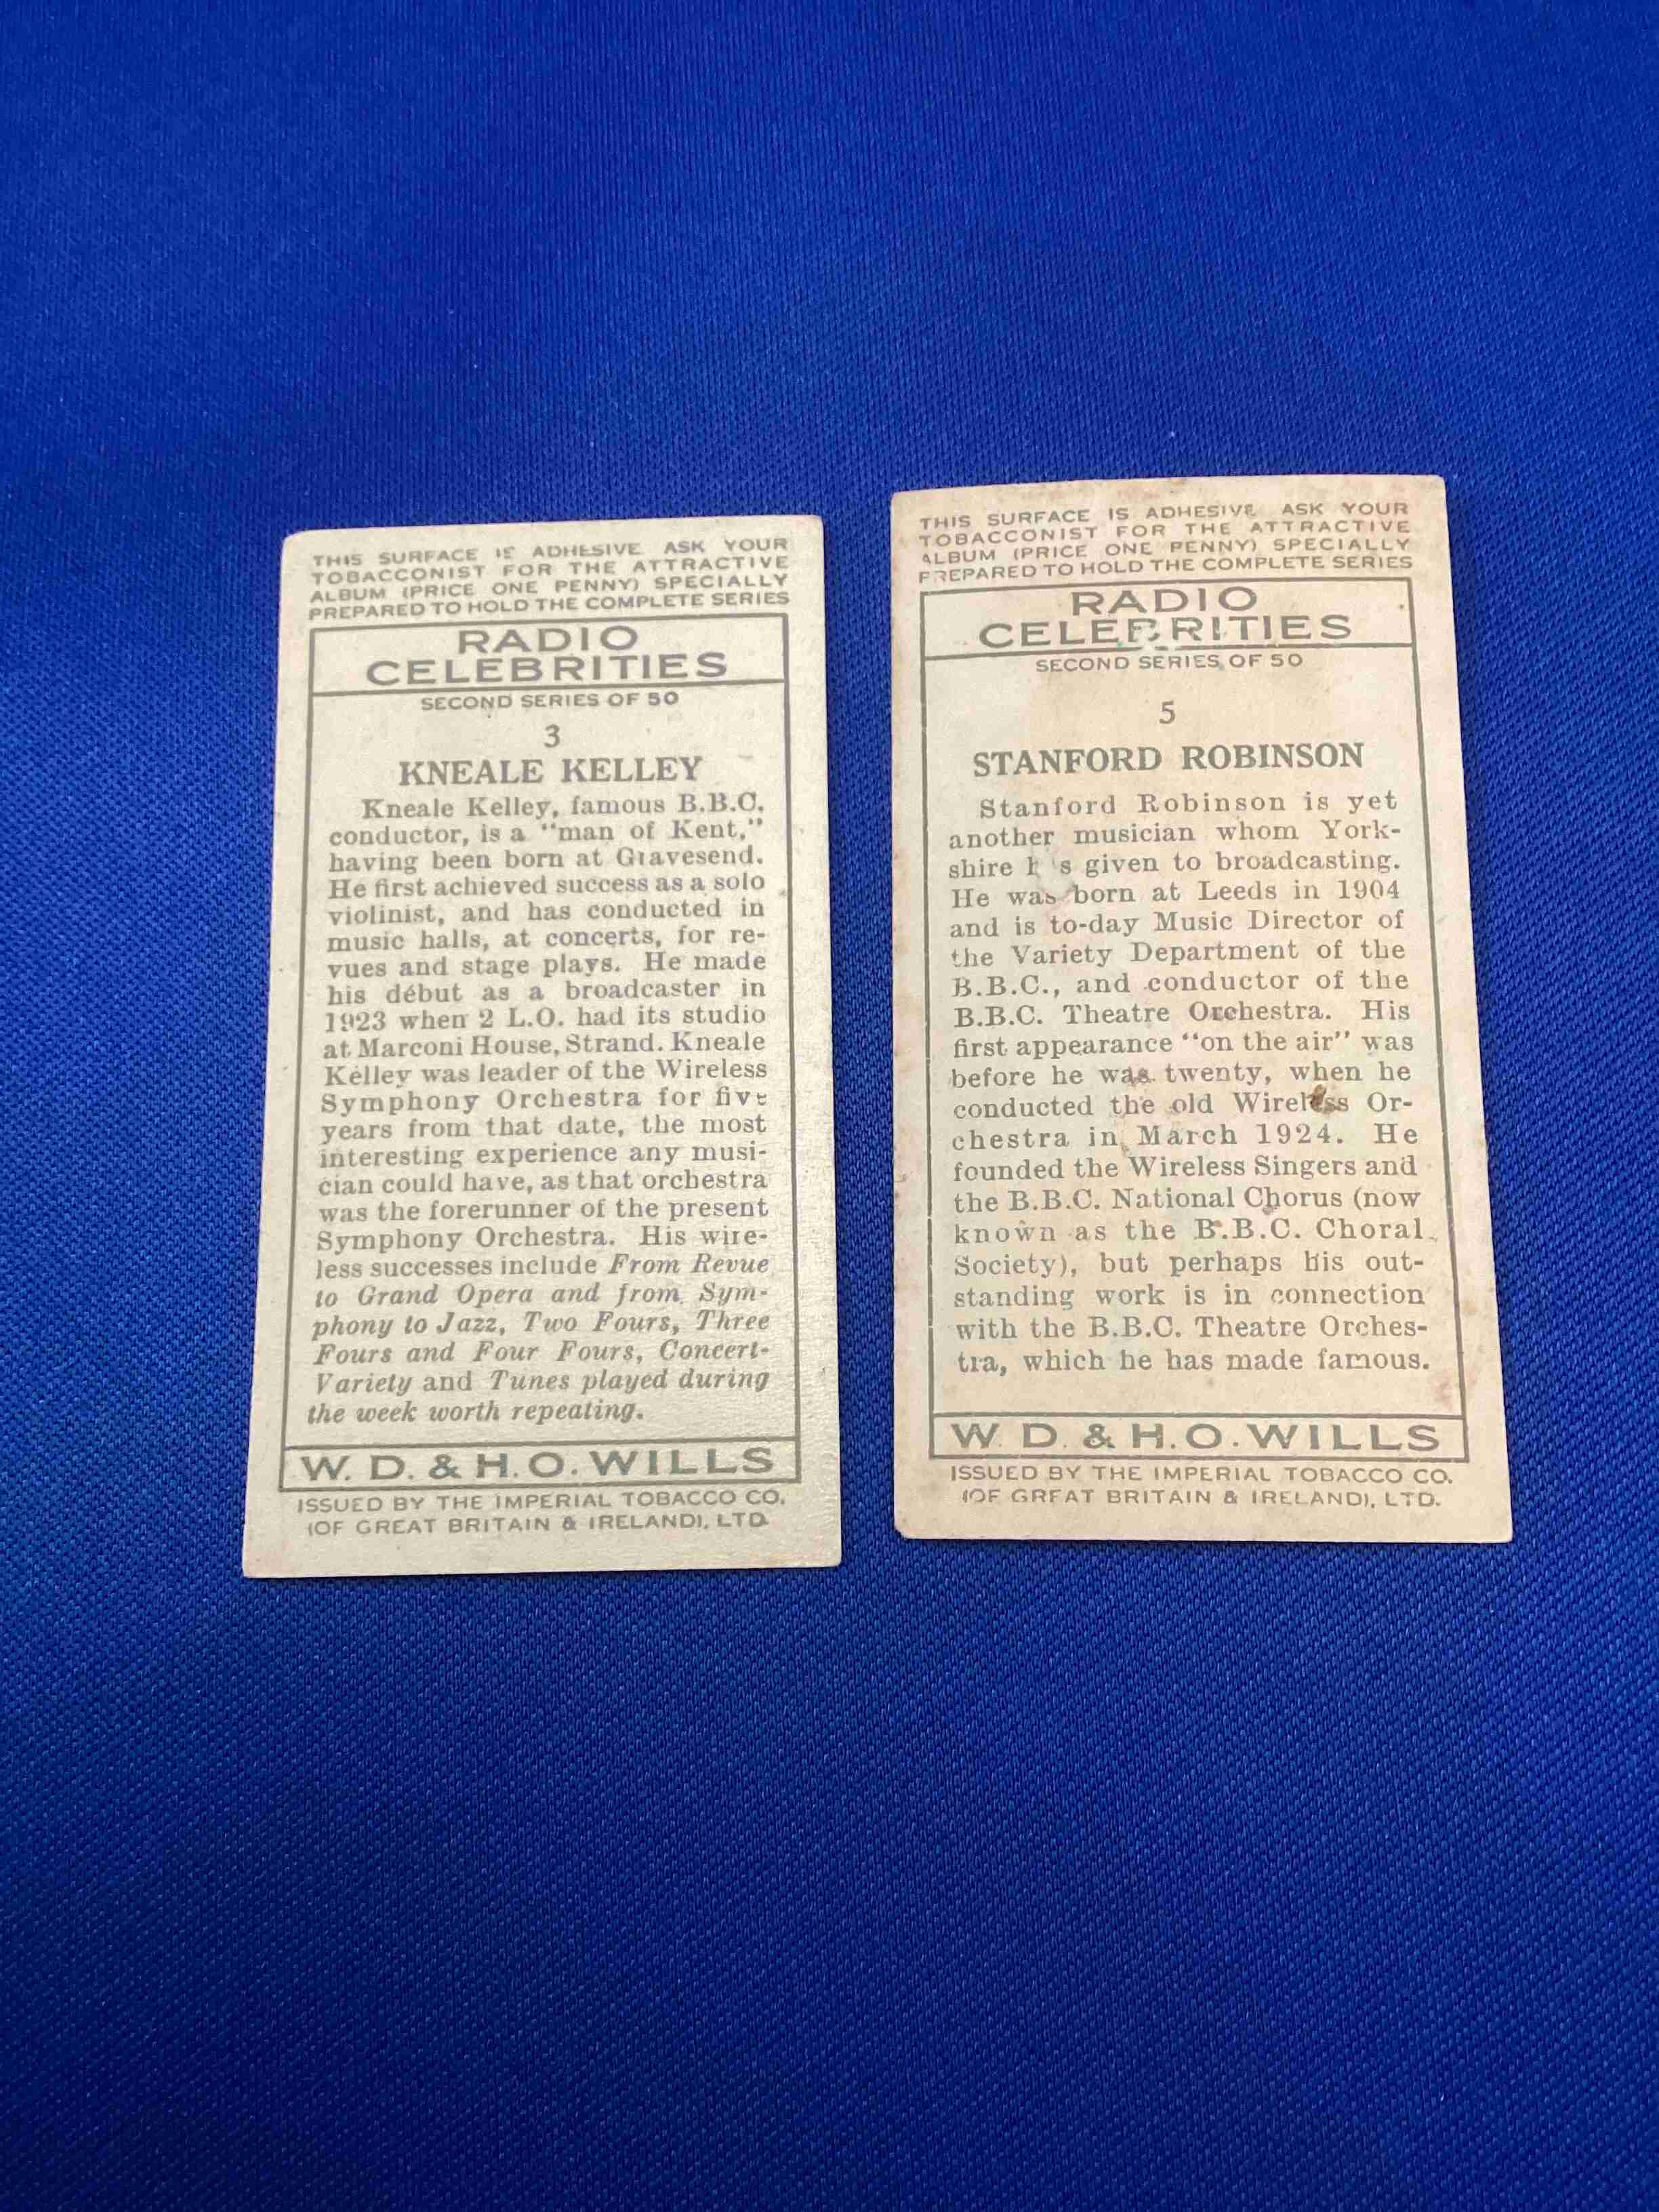 THIS SURFACE IS ADHESIVE. ASK YOUR
TOBACCONIST FOR THE ATTRACTIVE
ALBUM (PRICE ONE PENNY) SPECIALLY
PREPARED TO HOLD THE COMPLETE SERIES
RADIO
CELEBRITIES
SECOND SERIES OF 50
3
KNEALE KELLEY
Kneale Kelley, famous B.B.C.
conductor, is a "man of Kent,"
having been born at Gravesend.
He first achieved success as a solo
violinist, and has conducted in
music halls, at concerts, for re-
vues and stage plays. He made
his début as a broadcaster in
1923 when 2 L.O. had its studio
at Marconi House, Strand. Kneale
Kelley was leader of the Wireless
Symphony Orchestra for five
years from that date, the most
interesting experience any musi-
cian could have, as that orchestra
was the forerunner of the present
Symphony Orchestra. His wire-
less successes include From Revue
to Grand Opera and from Sym-
phony to Jazz, Two Fours, Three
Fours and Four Fours, Concert-
Variety and Tunes played during
the week worth repeating.
W. D. & H. O. WILLS
ISSUED BY THE IMPERIAL TOBACCO CO.
(OF GREAT BRITAIN & IRELAND), LTD.
THIS SURFACE IS ADHESIVE ASK YOUR
TOBACCONIST FOR THE ATTRACTIVE
ALBUM (PRICE ONE PENNY) SPECIALLY
PREPARED TO HOLD THE COMPLETE SERIES
RADIO
CELEBRITIES
SECOND SERIES OF 50
5
STANFORD ROBINSON
Stanford Robinson is yet
another musician whom York-
shire has given to broadcasting.
He was born at Leeds in 1904
and is to-day Music Director of
the Variety Department of the
B.B.C., and conductor of the
B.B.C. Theatre Orchestra. His
first appearance "on the air" was
before he was twenty, when he
conducted the old Wireless Or-
chestra in March 1924. He
founded the Wireless Singers and
the B.B.C. National Chorus (now
known as the B.B.C. Choral
Society), but perhaps his out-
standing work is in connection
with the B.B.C. Theatre Orches-
tra, which he has made famous.
W. D. & H. O. WILLS
ISSUED BY THE IMPERIAL TOBACCO CO.
(OF GREAT BRITAIN & IRELAND), LTD.